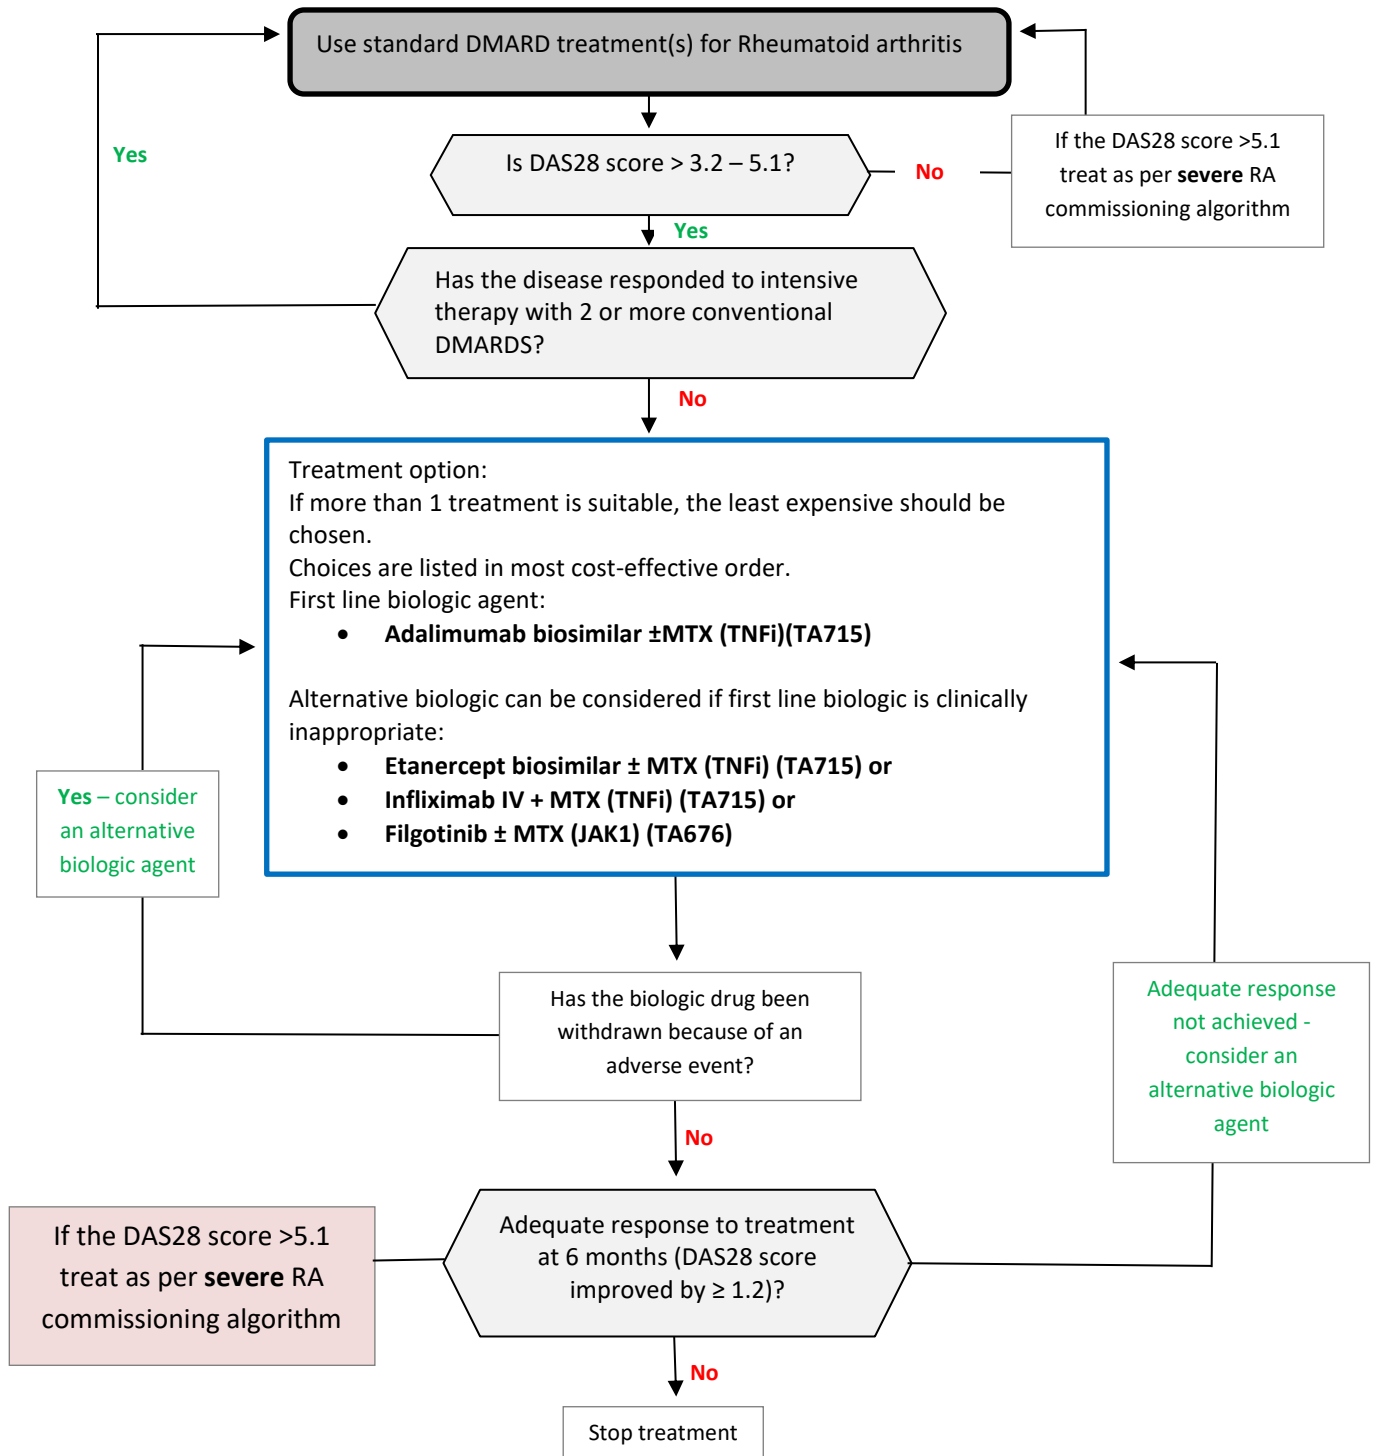 Use standard DMARD treatment(s) for Rheumatoid arthritis
Yes
Is DAS28 score > 3.2 – 5.1?
No
If the DAS28 score >5.1
treat as per severe RA
commissioning algorithm
Yes
Has the disease responded to intensive
therapy with 2 or more conventional
DMARDS?
No
Treatment option:
If more than 1 treatment is suitable, the least expensive should be
chosen.
Choices are listed in most cost-effective order.
First line biologic agent:
• Adalimumab biosimilar ±MTX (TNFi)(TA715)
Alternative biologic can be considered if first line biologic is clinically
inappropriate:
• Etanercept biosimilar ± MTX (TNFi) (TA715) or
• Infliximab IV + MTX (TNFi) (TA715) or
• Filgotinib ± MTX (JAK1) (TA676)
Yes – consider
an alternative
biologic agent
Has the biologic drug been
withdrawn because of an
adverse event?
Adequate response
not achieved -
consider an
alternative biologic
agent
No
If the DAS28 score >5.1
treat as per severe RA
commissioning algorithm
Adequate response to treatment
at 6 months (DAS28 score
improved by ≥ 1.2)?
No
Stop treatment